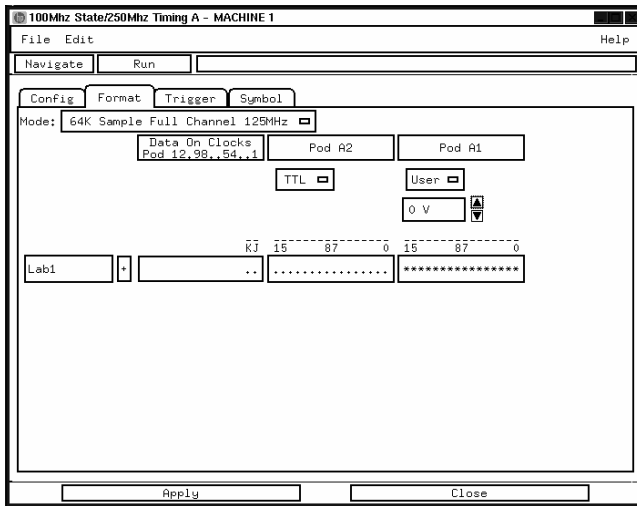 100Mhz State/250Mhz Timing A - MACHINE 1
File Edit Help
Navigate Run
Config Format Trigger Symbol
Mode: 64K Sample Full Channel 125MHz
Data On Clocks
Pod 12.98..54..1
Pod A2
Pod A1
TTL
User
0 V
KJ 15 87 0 15 87 0
Lab1 + .. ................ ****************
Apply Close